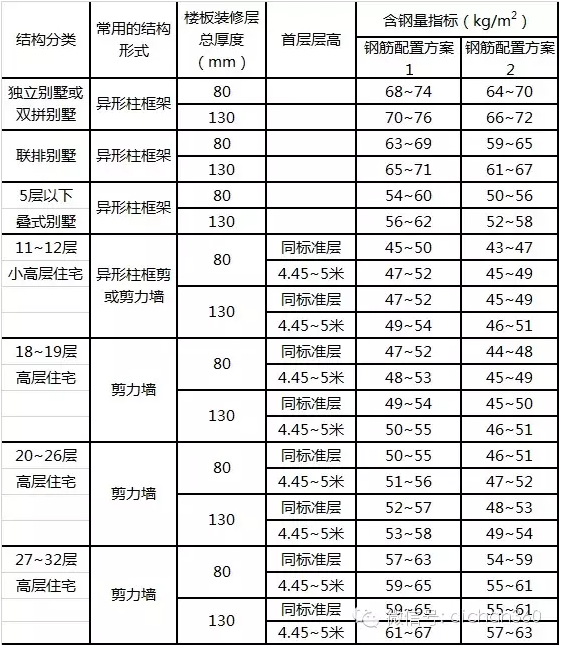 结构分类 常用的结构形式 楼板装修层总厚度（mm） 首层层高 含钢量指标（kg/m²）
钢筋配置方案1 钢筋配置方案2
独立别墅或双拼别墅 异形柱框架 80 68~74 64~70
130 70~76 66~72
联排别墅 异形柱框架 80 63~69 59~65
130 65~71 61~67
5层以下叠式别墅 异形柱框架 80 54~60 50~56
130 56~62 52~58
11~12层小高层住宅 异形柱框剪或剪力墙 80 同标准层 45~50 43~47
4.45~5米 47~52 45~49
130 同标准层 47~52 45~49
4.45~5米 49~54 46~51
18~19层高层住宅 剪力墙 80 同标准层 47~52 44~48
4.45~5米 48~53 45~49
130 同标准层 49~54 45~50
4.45~5米 50~55 46~51
20~26层高层住宅 剪力墙 80 同标准层 50~55 46~51
4.45~5米 51~56 47~52
130 同标准层 52~57 48~53
4.45~5米 53~58 49~54
27~32层高层住宅 剪力墙 80 同标准层 57~63 54~59
4.45~5米 59~65 55~61
130 同标准层 59~65 55~61
4.45~5米 61~67 57~63
微信号: